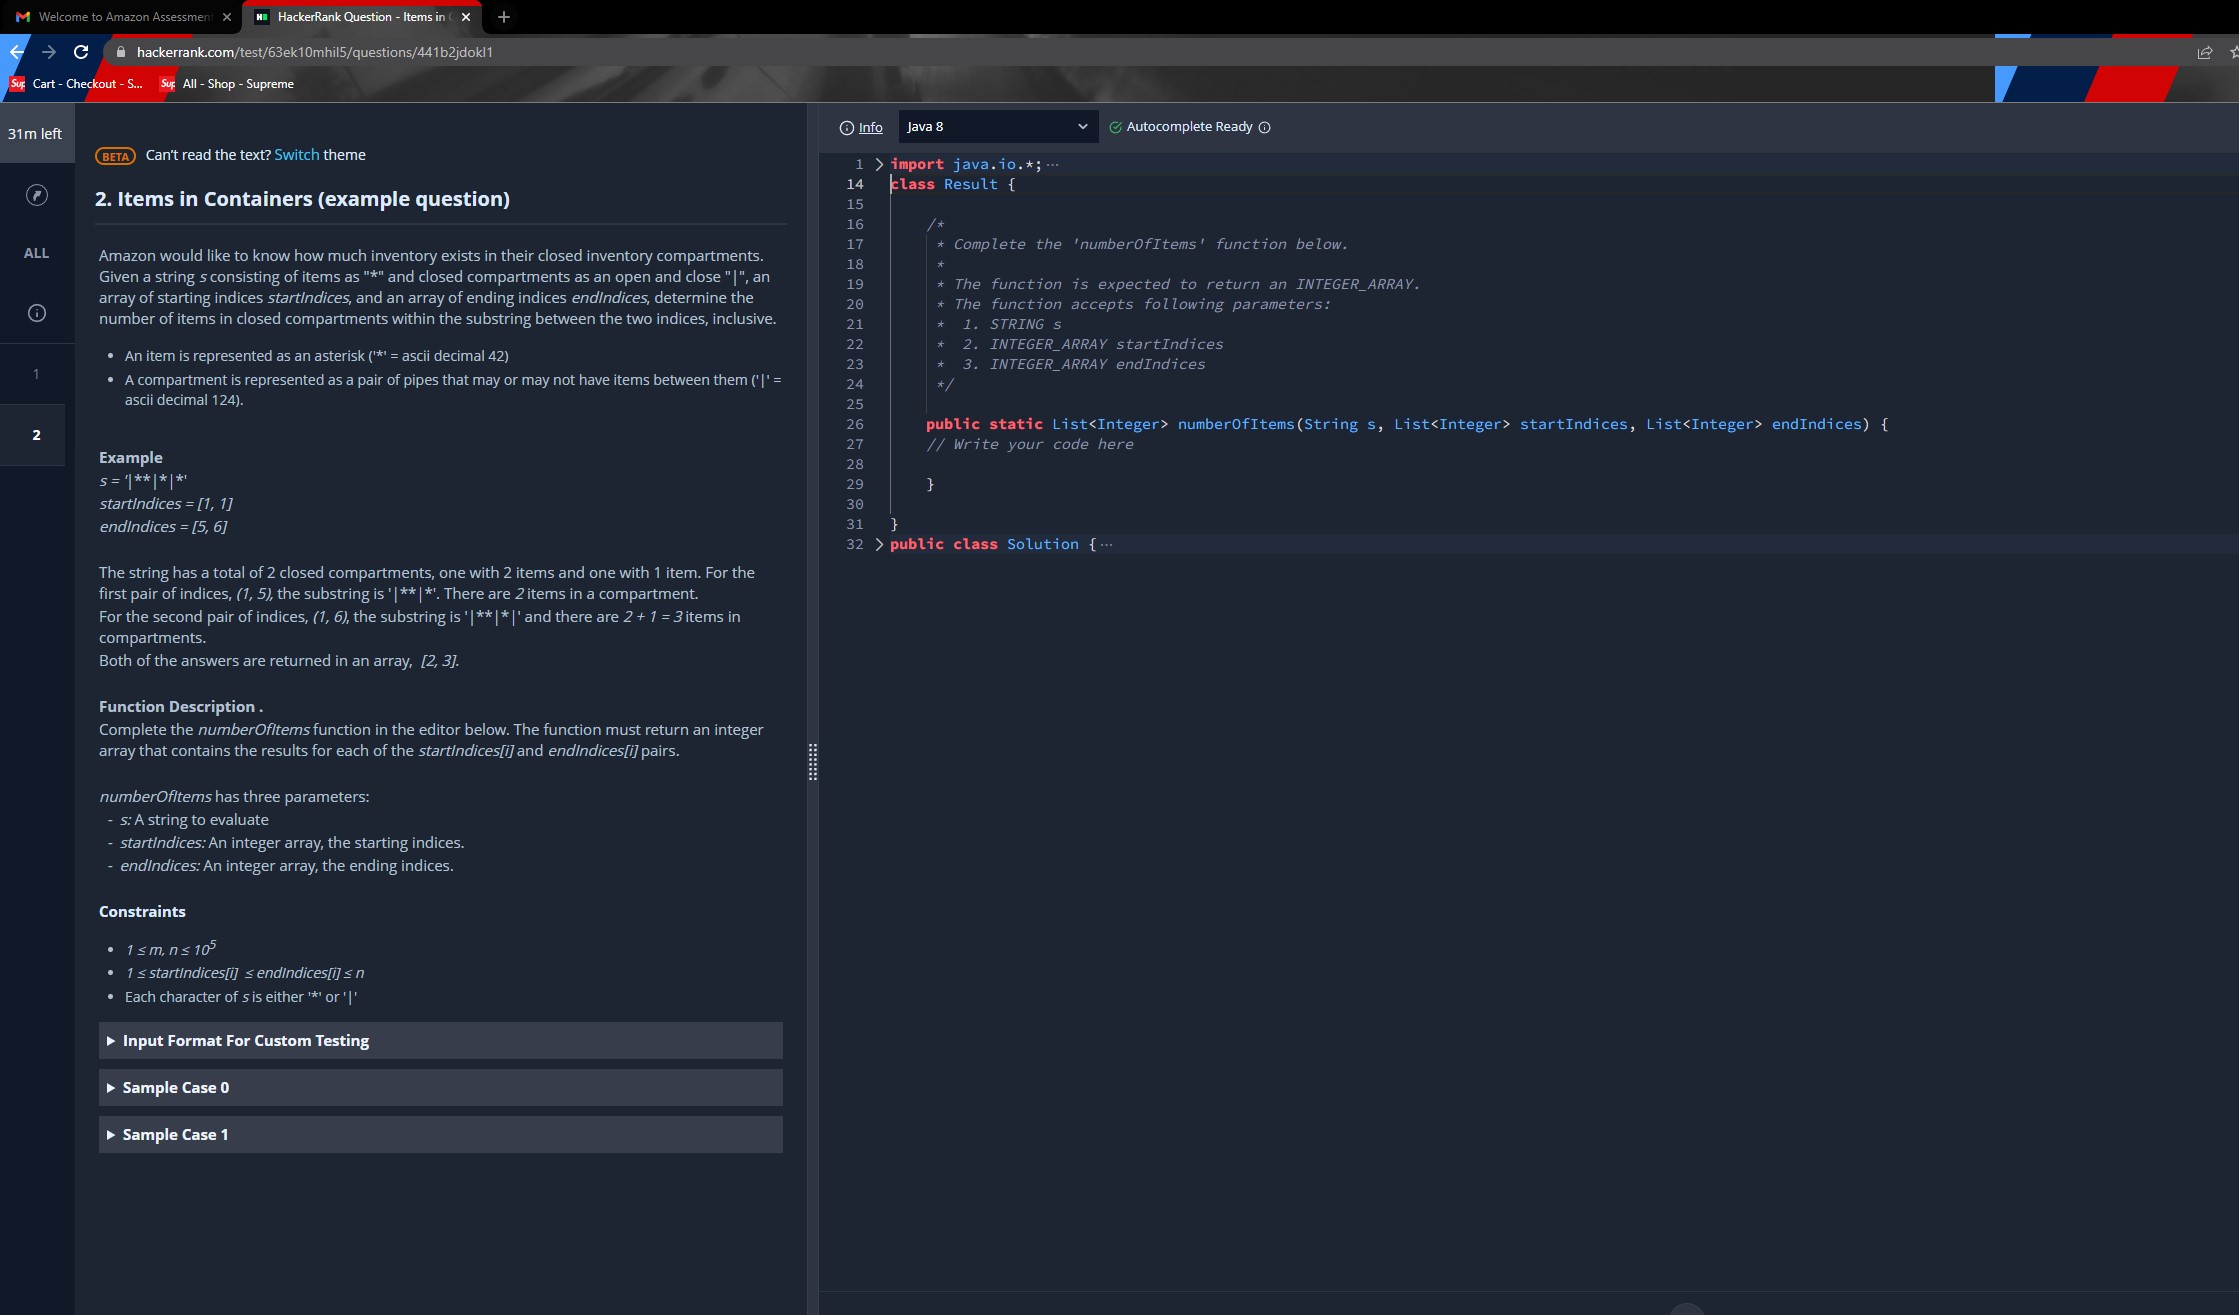 Welcome to Amazon Assessmen
HackerRank Question - Items in
hackerrank.com/test/63ek10mhil5/questions/441b2jdokl1
Sup Cart - Checkout - S... Sup All - Shop - Supreme
31m left
ALL
1
2
BETA Can't read the text? Switch theme
2. Items in Containers (example question)
Amazon would like to know how much inventory exists in their closed inventory compartments.
Given a string s consisting of items as "*" and closed compartments as an open and close "|", an
array of starting indices startIndices, and an array of ending indices endIndices, determine the
number of items in closed compartments within the substring between the two indices, inclusive.
• An item is represented as an asterisk ('*' = ascii decimal 42)
• A compartment is represented as a pair of pipes that may or may not have items between them ('|' =
ascii decimal 124).
Example
s = '|**|*|*'
startIndices = [1, 1]
endIndices = [5, 6]
The string has a total of 2 closed compartments, one with 2 items and one with 1 item. For the
first pair of indices, (1, 5), the substring is '|**|*'. There are 2 items in a compartment.
For the second pair of indices, (1, 6), the substring is '|**|*|' and there are 2 + 1 = 3 items in
compartments.
Both of the answers are returned in an array, [2, 3].
Function Description .
Complete the numberOfItems function in the editor below. The function must return an integer
array that contains the results for each of the startIndices[i] and endIndices[i] pairs.
numberOfItems has three parameters:
- s: A string to evaluate
- startIndices: An integer array, the starting indices.
- endIndices: An integer array, the ending indices.
Constraints
• 1 ≤ m, n ≤ 10⁵
• 1 ≤ startIndices[i] ≤ endIndices[i] ≤ n
• Each character of s is either '*' or '|'
Input Format For Custom Testing
Sample Case 0
Sample Case 1
Info Java 8 Autocomplete Ready
1 import java.io.*;···
14 class Result {
15
16 /*
17 * Complete the 'numberOfItems' function below.
18 *
19 * The function is expected to return an INTEGER_ARRAY.
20 * The function accepts following parameters:
21 * 1. STRING s
22 * 2. INTEGER_ARRAY startIndices
23 * 3. INTEGER_ARRAY endIndices
24 */
25
26 public static List<Integer> numberOfItems(String s, List<Integer> startIndices, List<Integer> endIndices) {
27 // Write your code here
28
29 }
30
31 }
32 public class Solution {···